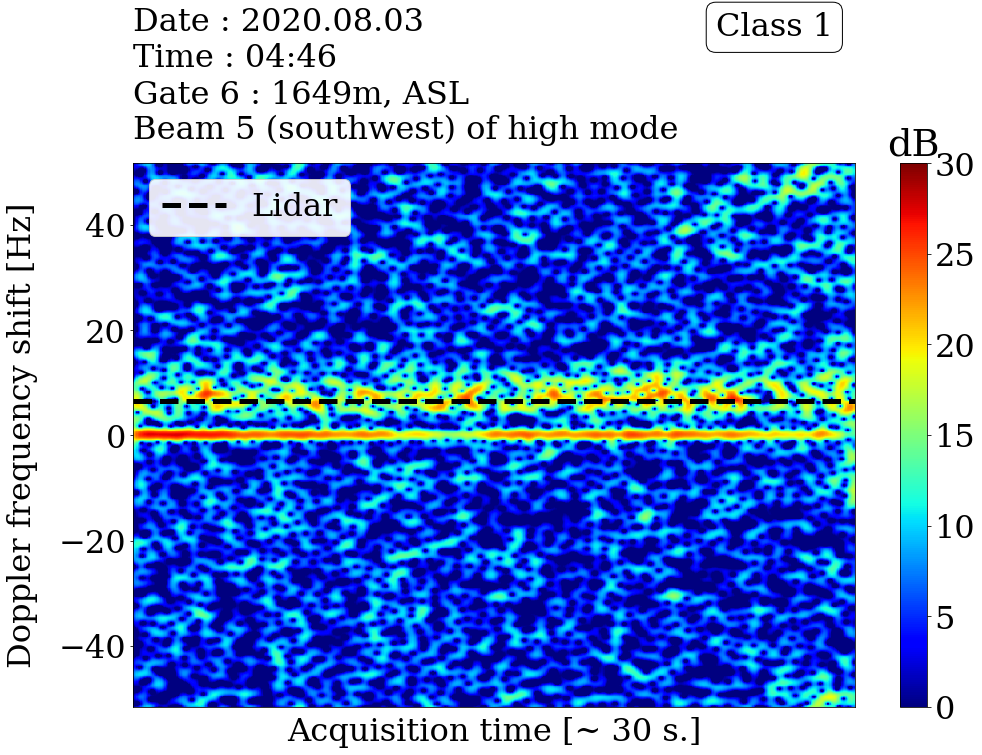 Date : 2020.08.03
Time : 04:46
Gate 6 : 1649m, ASL
Beam 5 (southwest) of high mode
Class 1
dB
Lidar
Doppler frequency shift [Hz]
40
20
0
−20
−40
Acquisition time [~ 30 s.]
30
25
20
15
10
5
0